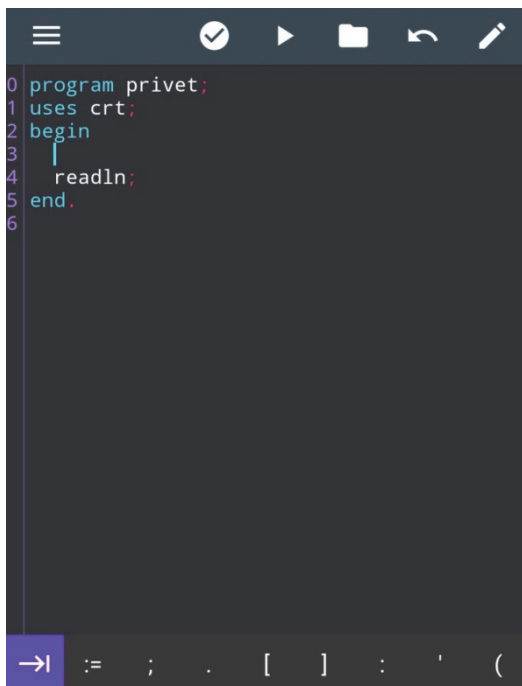 0 program privet;
1 uses crt;
2 begin
3
4 readln;
5 end.
6
:= ; . [ ] : ' (